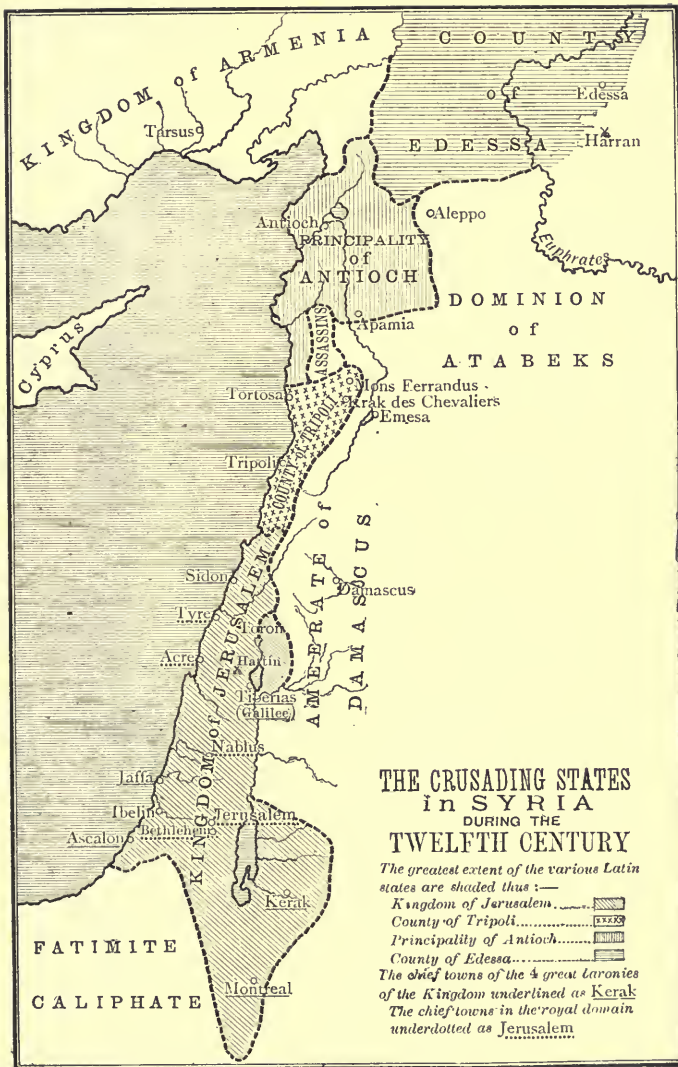 KINGDOM of ARMENIA
COUNTY
of
EDESSA
Edessa
Harran
Tarsus
Antioch
PRINCIPALITY
of
ANTIOCH
Aleppo
Euphrates
DOMINION
of
ATABEKS
Apamia
ASSASSINS
Cyprus
Tortosa
Mons Ferrandus
Krak des Chevaliers
Emesa
COUNTY of TRIPOLI
Tripoli
AMEERATE of
DAMASCUS
Damascus
Sidon
Tyre
Toron
Acre
Hattin
Tiberias
(Galilee)
KINGDOM of JERUSALEM
Nablus
Jaffa
Ibelin
Jerusalem
Bethlehem
Ascalon
Kerak
Montreal
FATIMITE
CALIPHATE
THE CRUSADING STATES
in SYRIA
DURING THE
TWELFTH CENTURY
The greatest extent of the various Latin
states are shaded thus :—
Kingdom of Jerusalem
County of Tripoli
Principality of Antioch
County of Edessa
The chief towns of the 4 great baronies
of the Kingdom underlined as Kerak
The chief towns in the royal domain
underdotted as Jerusalem